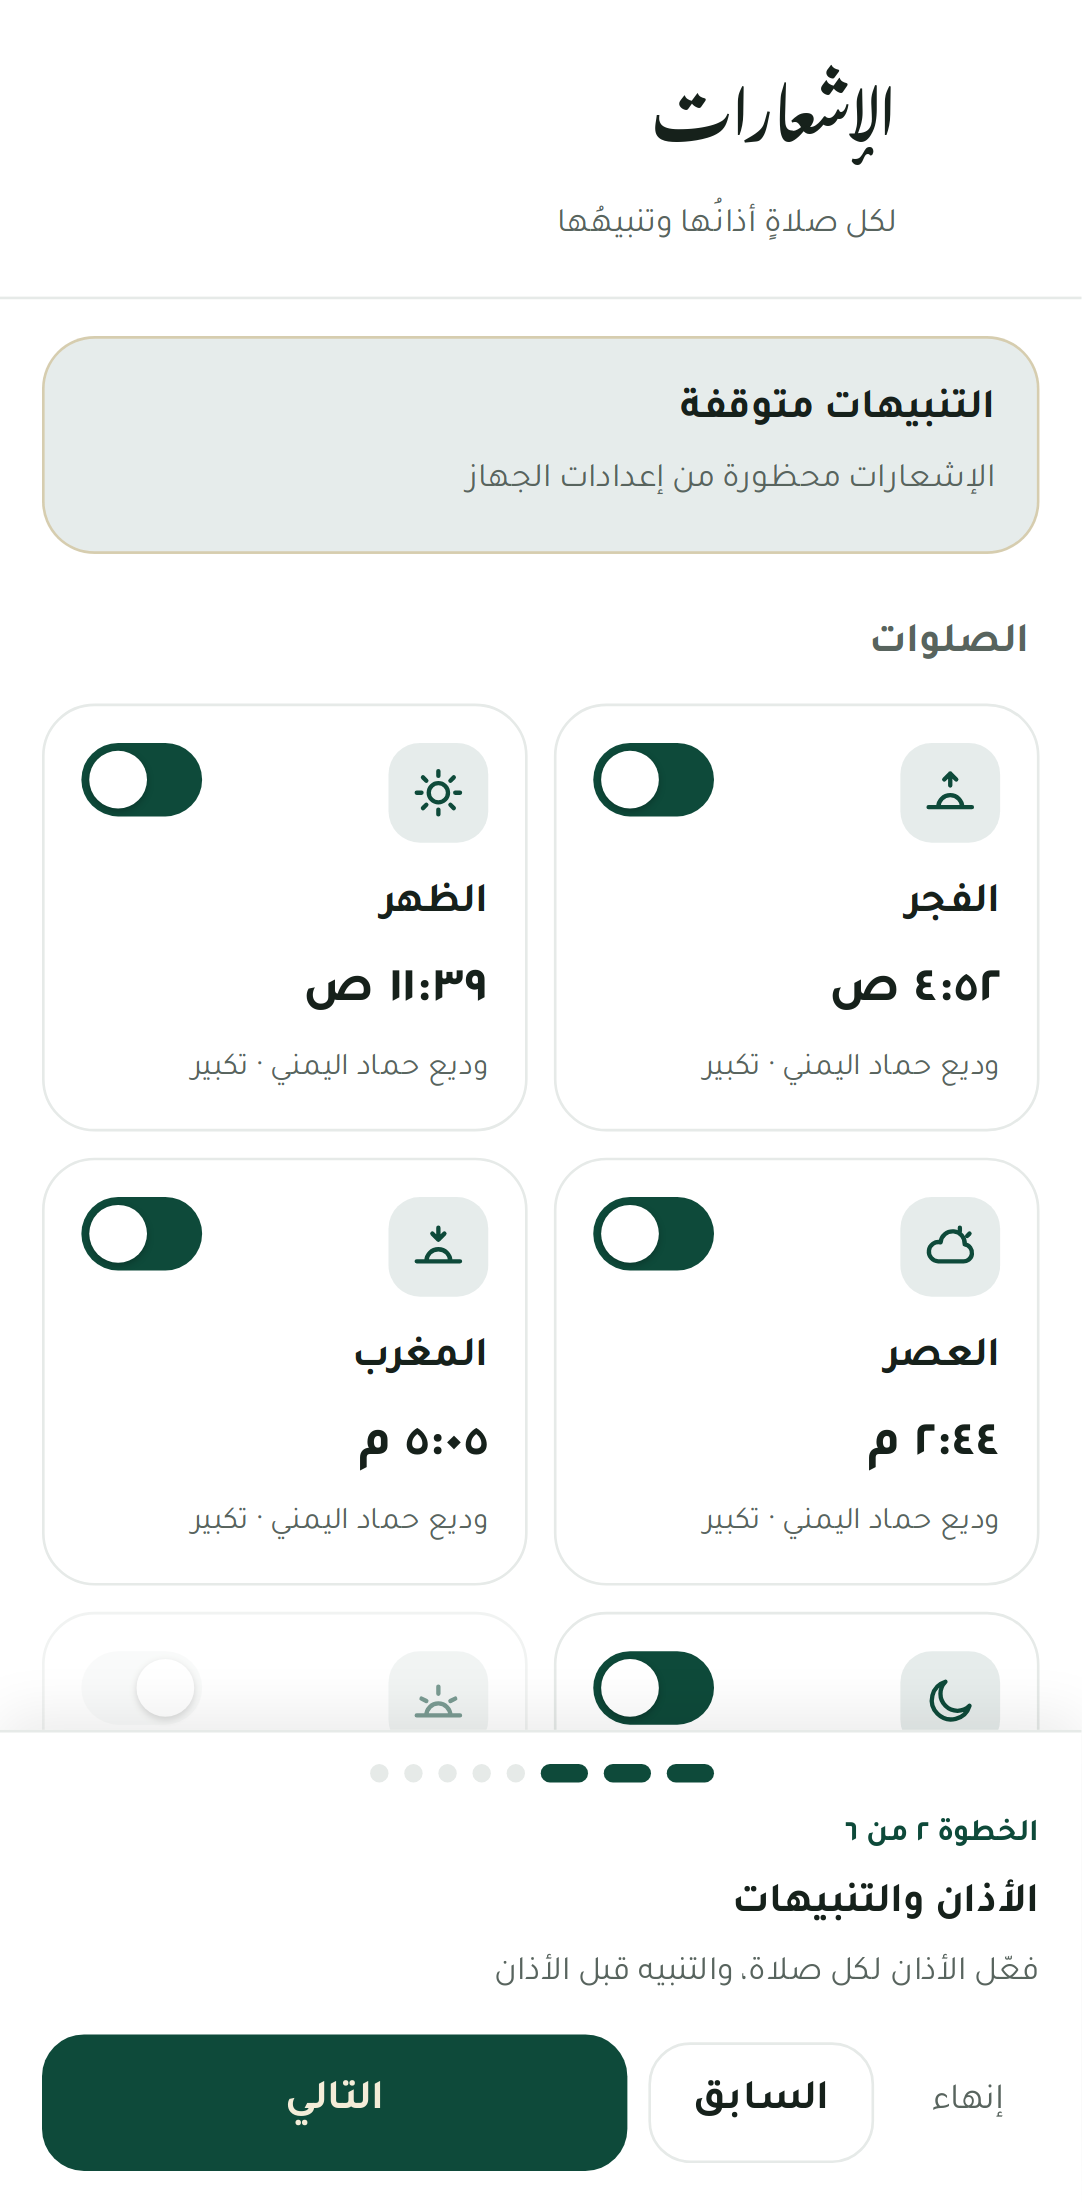 الإشعارات
لكل صلاةٍ أذانُها وتنبيهُها
التنبيهات متوقفة
الإشعارات محظورة من إعدادات الجهاز
الصلوات
الفجر
٤:٥٢ ص
وديع حماد اليمني · تكبير
الظهر
١١:٣٩ ص
وديع حماد اليمني · تكبير
العصر
٢:٤٤ م
وديع حماد اليمني · تكبير
المغرب
٥:٠٥ م
وديع حماد اليمني · تكبير
الخطوة ٢ من ٦
الأذان والتنبيهات
فعّل الأذان لكل صلاة، والتنبيه قبل الأذان
إنهاء
السابق
التالي